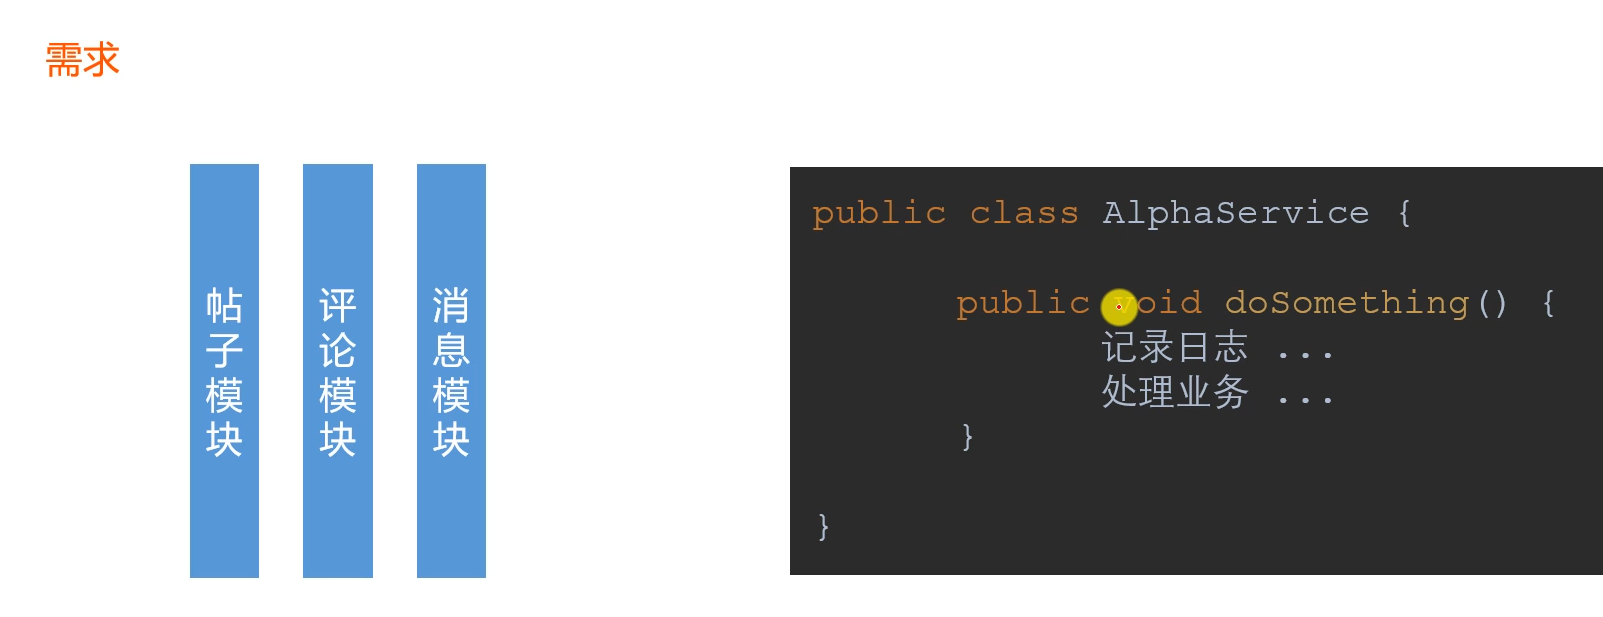 需求
帖子模块
评论模块
消息模块
public class AlphaService {
public void doSomething() {
记录日志 ...
处理业务 ...
}
}